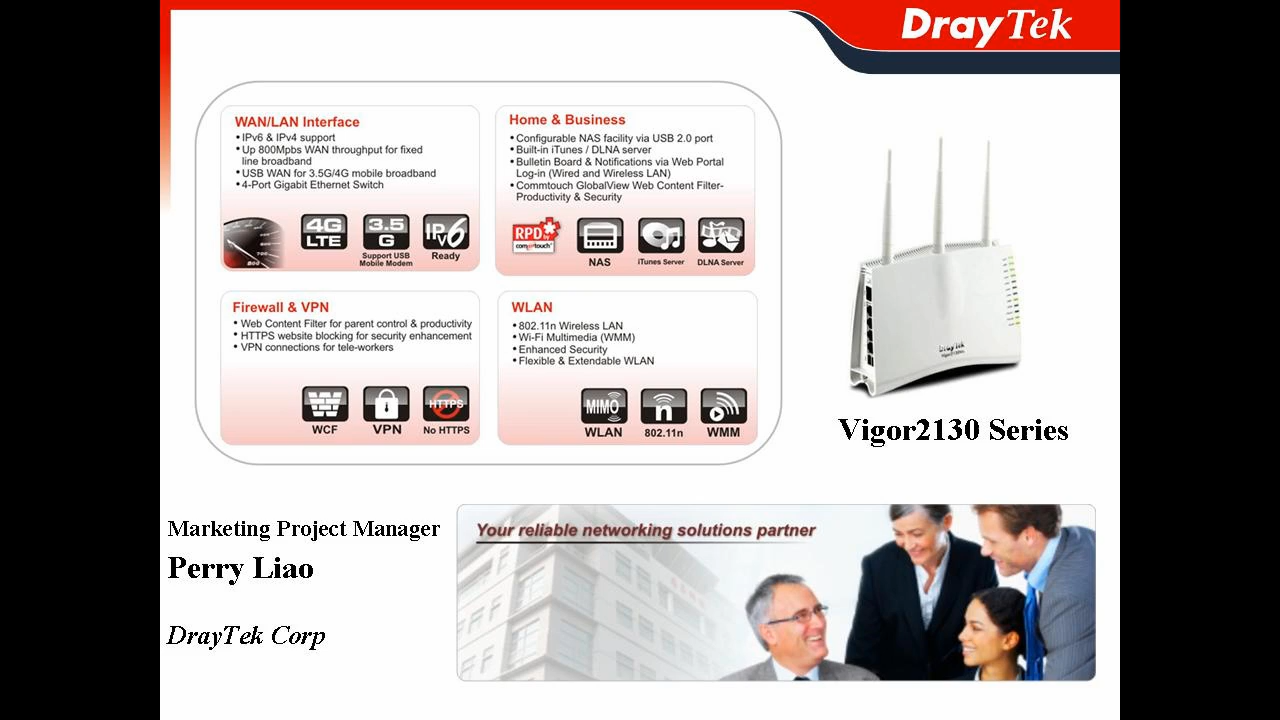 DrayTek
WAN/LAN Interface
• IPv6 & IPv4 support
• Up 800Mpbs WAN throughput for fixed
line broadband
• USB WAN for 3.5G/4G mobile broadband
• 4-Port Gigabit Ethernet Switch
4G
LTE
3.5
G
Support USB
Mobile Modem
IPv6
Ready
Home & Business
• Configurable NAS facility via USB 2.0 port
• Built-in iTunes / DLNA server
• Bulletin Board & Notifications via Web Portal
Log-in (Wired and Wireless LAN)
• Commtouch GlobalView Web Content Filter-
Productivity & Security
RPD by
commtouch
NAS
iTunes Server
DLNA Server
Firewall & VPN
• Web Content Filter for parent control & productivity
• HTTPS website blocking for security enhancement
• VPN connections for tele-workers
WCF
VPN
HTTPS
No HTTPS
WLAN
• 802.11n Wireless LAN
• Wi-Fi Multimedia (WMM)
• Enhanced Security
• Flexible & Extendable WLAN
MIMO
WLAN
n
802.11n
WMM
DrayTek
Vigor2130 Series
Marketing Project Manager
Perry Liao
DrayTek Corp
Your reliable networking solutions partner